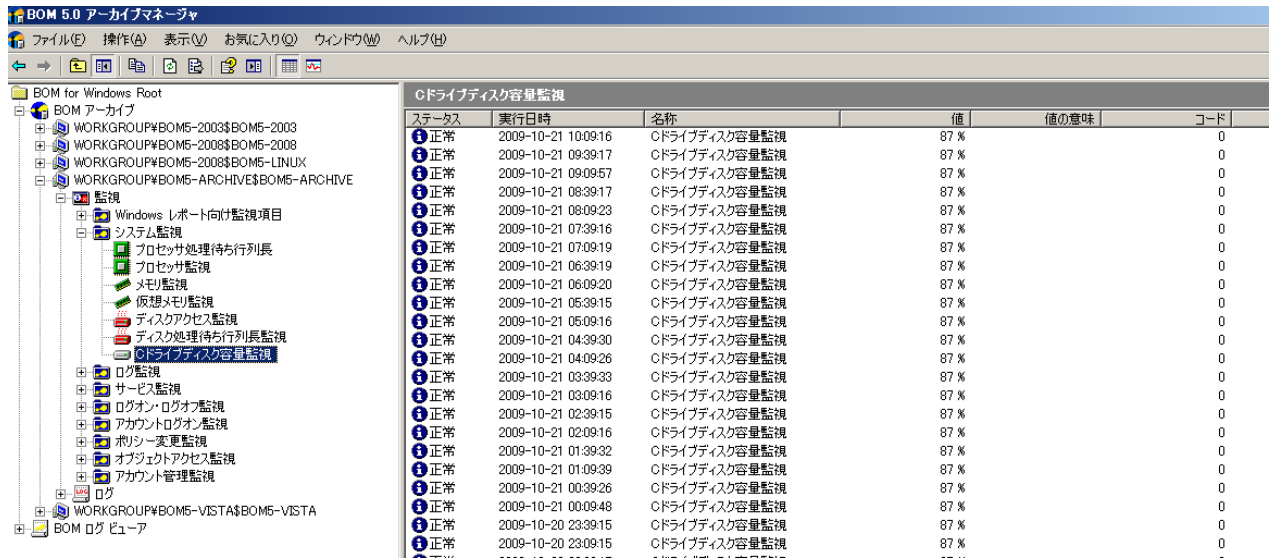 BOM 5.0 アーカイブマネージャ
ファイル(F) 操作(A) 表示(V) お気に入り(O) ウィンドウ(W) ヘルプ(H)
BOM for Windows Root
BOM アーカイブ
WORKGROUP¥BOM5-2003$BOM5-2003
WORKGROUP¥BOM5-2008$BOM5-2008
WORKGROUP¥BOM5-2008$BOM5-LINUX
WORKGROUP¥BOM5-ARCHIVE$BOM5-ARCHIVE
監視
Windows レポート向け監視項目
システム監視
プロセッサ処理待ち行列長
プロセッサ監視
メモリ監視
仮想メモリ監視
ディスクアクセス監視
ディスク処理待ち行列長監視
Cドライブディスク容量監視
ログ監視
サービス監視
ログオン・ログオフ監視
アカウントログオン監視
ポリシー変更監視
オブジェクトアクセス監視
アカウント管理監視
ログ
WORKGROUP¥BOM5-VISTA$BOM5-VISTA
BOM ログ ビューア
Cドライブディスク容量監視
ステータス 実行日時 名称 値 値の意味 コード
正常 2009-10-21 10:09:16 Cドライブディスク容量監視 87 % 0
正常 2009-10-21 09:39:17 Cドライブディスク容量監視 87 % 0
正常 2009-10-21 09:09:57 Cドライブディスク容量監視 87 % 0
正常 2009-10-21 08:39:17 Cドライブディスク容量監視 87 % 0
正常 2009-10-21 08:09:23 Cドライブディスク容量監視 87 % 0
正常 2009-10-21 07:39:16 Cドライブディスク容量監視 87 % 0
正常 2009-10-21 07:09:19 Cドライブディスク容量監視 87 % 0
正常 2009-10-21 06:39:19 Cドライブディスク容量監視 87 % 0
正常 2009-10-21 06:09:20 Cドライブディスク容量監視 87 % 0
正常 2009-10-21 05:39:15 Cドライブディスク容量監視 87 % 0
正常 2009-10-21 05:09:16 Cドライブディスク容量監視 87 % 0
正常 2009-10-21 04:39:30 Cドライブディスク容量監視 87 % 0
正常 2009-10-21 04:09:26 Cドライブディスク容量監視 87 % 0
正常 2009-10-21 03:39:33 Cドライブディスク容量監視 87 % 0
正常 2009-10-21 03:09:16 Cドライブディスク容量監視 87 % 0
正常 2009-10-21 02:39:15 Cドライブディスク容量監視 87 % 0
正常 2009-10-21 02:09:16 Cドライブディスク容量監視 87 % 0
正常 2009-10-21 01:39:32 Cドライブディスク容量監視 87 % 0
正常 2009-10-21 01:09:39 Cドライブディスク容量監視 87 % 0
正常 2009-10-21 00:39:26 Cドライブディスク容量監視 87 % 0
正常 2009-10-21 00:09:48 Cドライブディスク容量監視 87 % 0
正常 2009-10-20 23:39:15 Cドライブディスク容量監視 87 % 0
正常 2009-10-20 23:09:15 Cドライブディスク容量監視 87 % 0